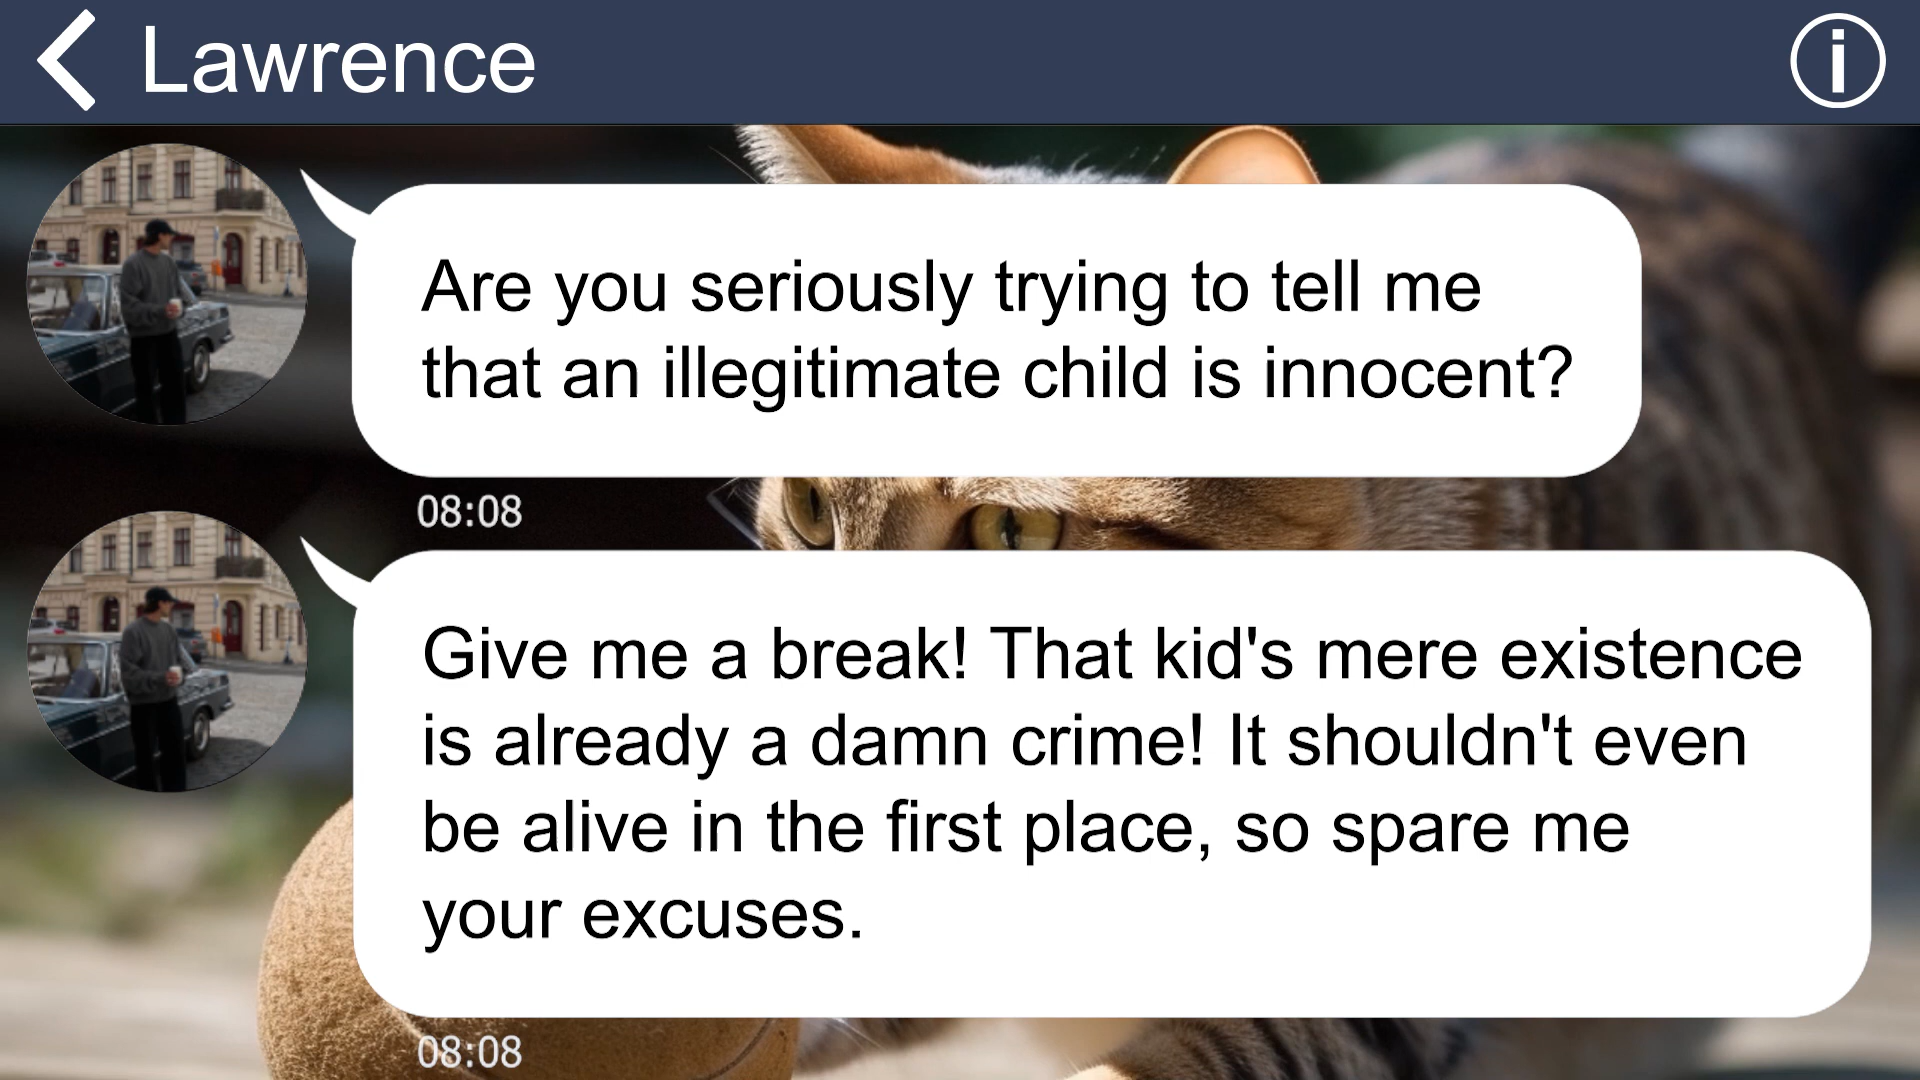 Lawrence
Are you seriously trying to tell me
that an illegitimate child is innocent?
08:08
Give me a break! That kid's mere existence
is already a damn crime! It shouldn't even
be alive in the first place, so spare me
your excuses.
08:08